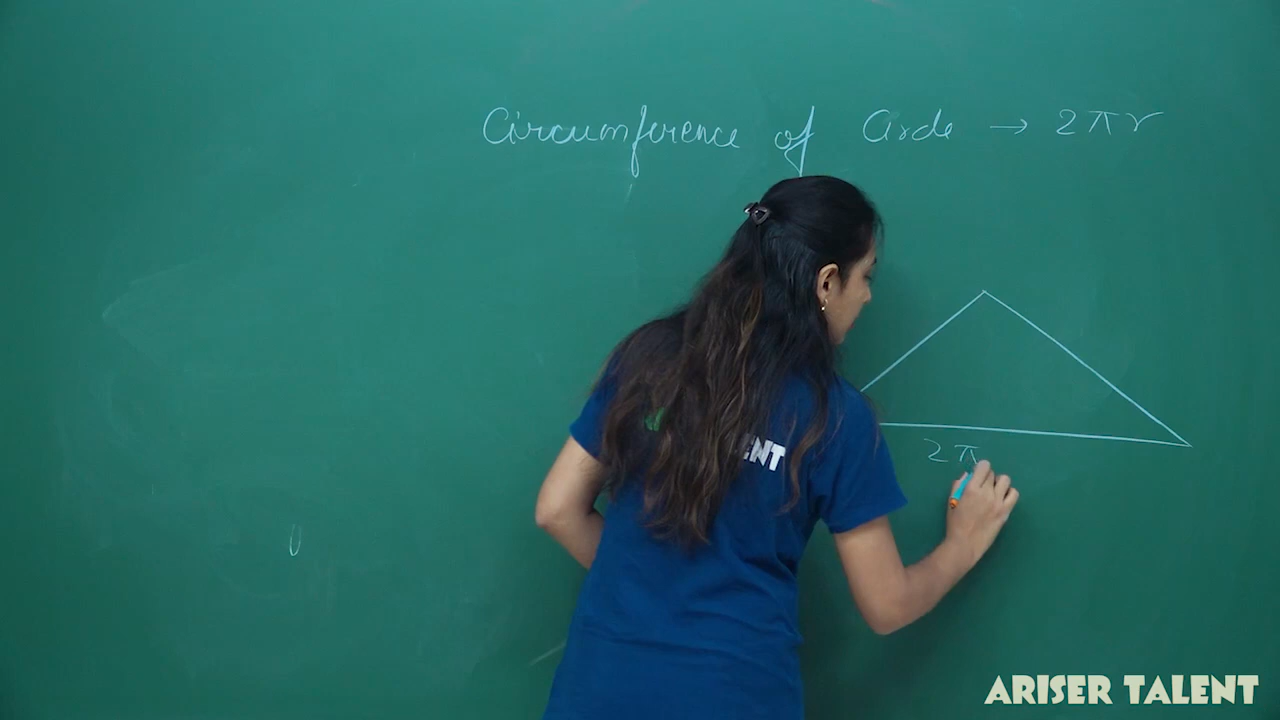 Circumference of Circle → 2πr
2π
ENT
ARISER TALENT